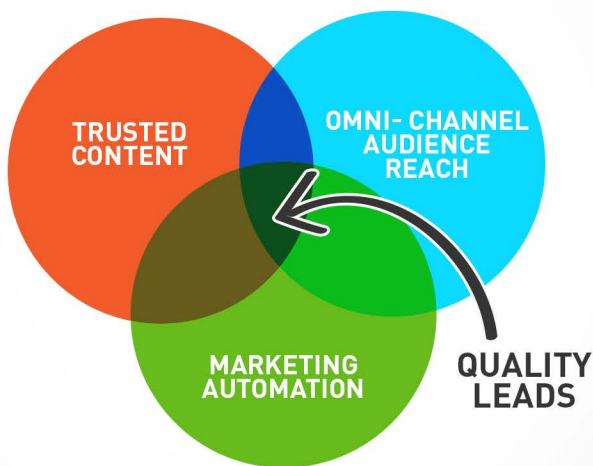 TRUSTED
CONTENT
OMNI- CHANNEL
AUDIENCE
REACH
MARKETING
AUTOMATION
QUALITY
LEADS